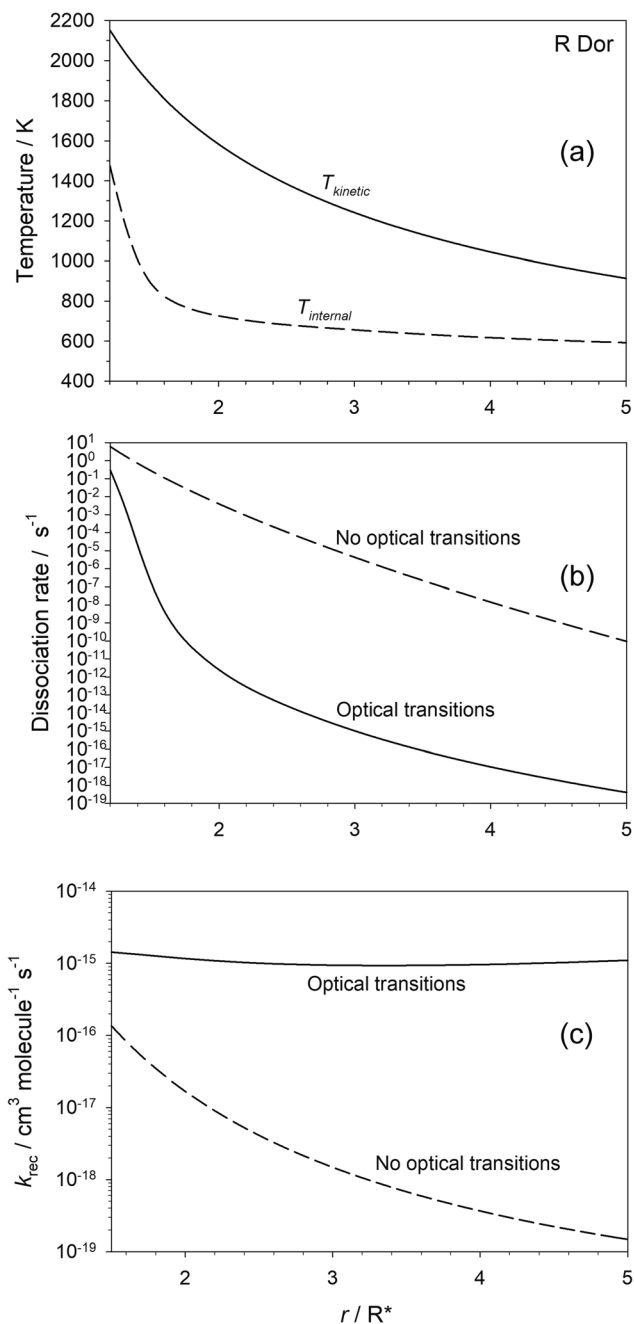 2200
2000
1800
1600
1400
1200
1000
800
600
400
Temperature / K
R Dor
(a)
T_kinetic
T_internal
2 3 4 5
10^1
10^0
10^-1
10^-2
10^-3
10^-4
10^-5
10^-6
10^-7
10^-8
10^-9
10^-10
10^-11
10^-12
10^-13
10^-14
10^-15
10^-16
10^-17
10^-18
10^-19
Dissociation rate / s^-1
No optical transitions
(b)
Optical transitions
2 3 4 5
10^-14
10^-15
10^-16
10^-17
10^-18
10^-19
k_rec / cm^3 molecule^-1 s^-1
Optical transitions
(c)
No optical transitions
2 3 4 5
r / R*